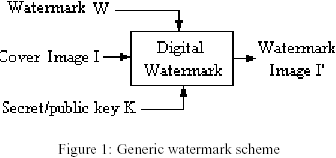 Watermark W
Cover Image I
Digital
Watermark
Watermark
Image I'
Secret/public key K
Figure 1: Generic watermark scheme